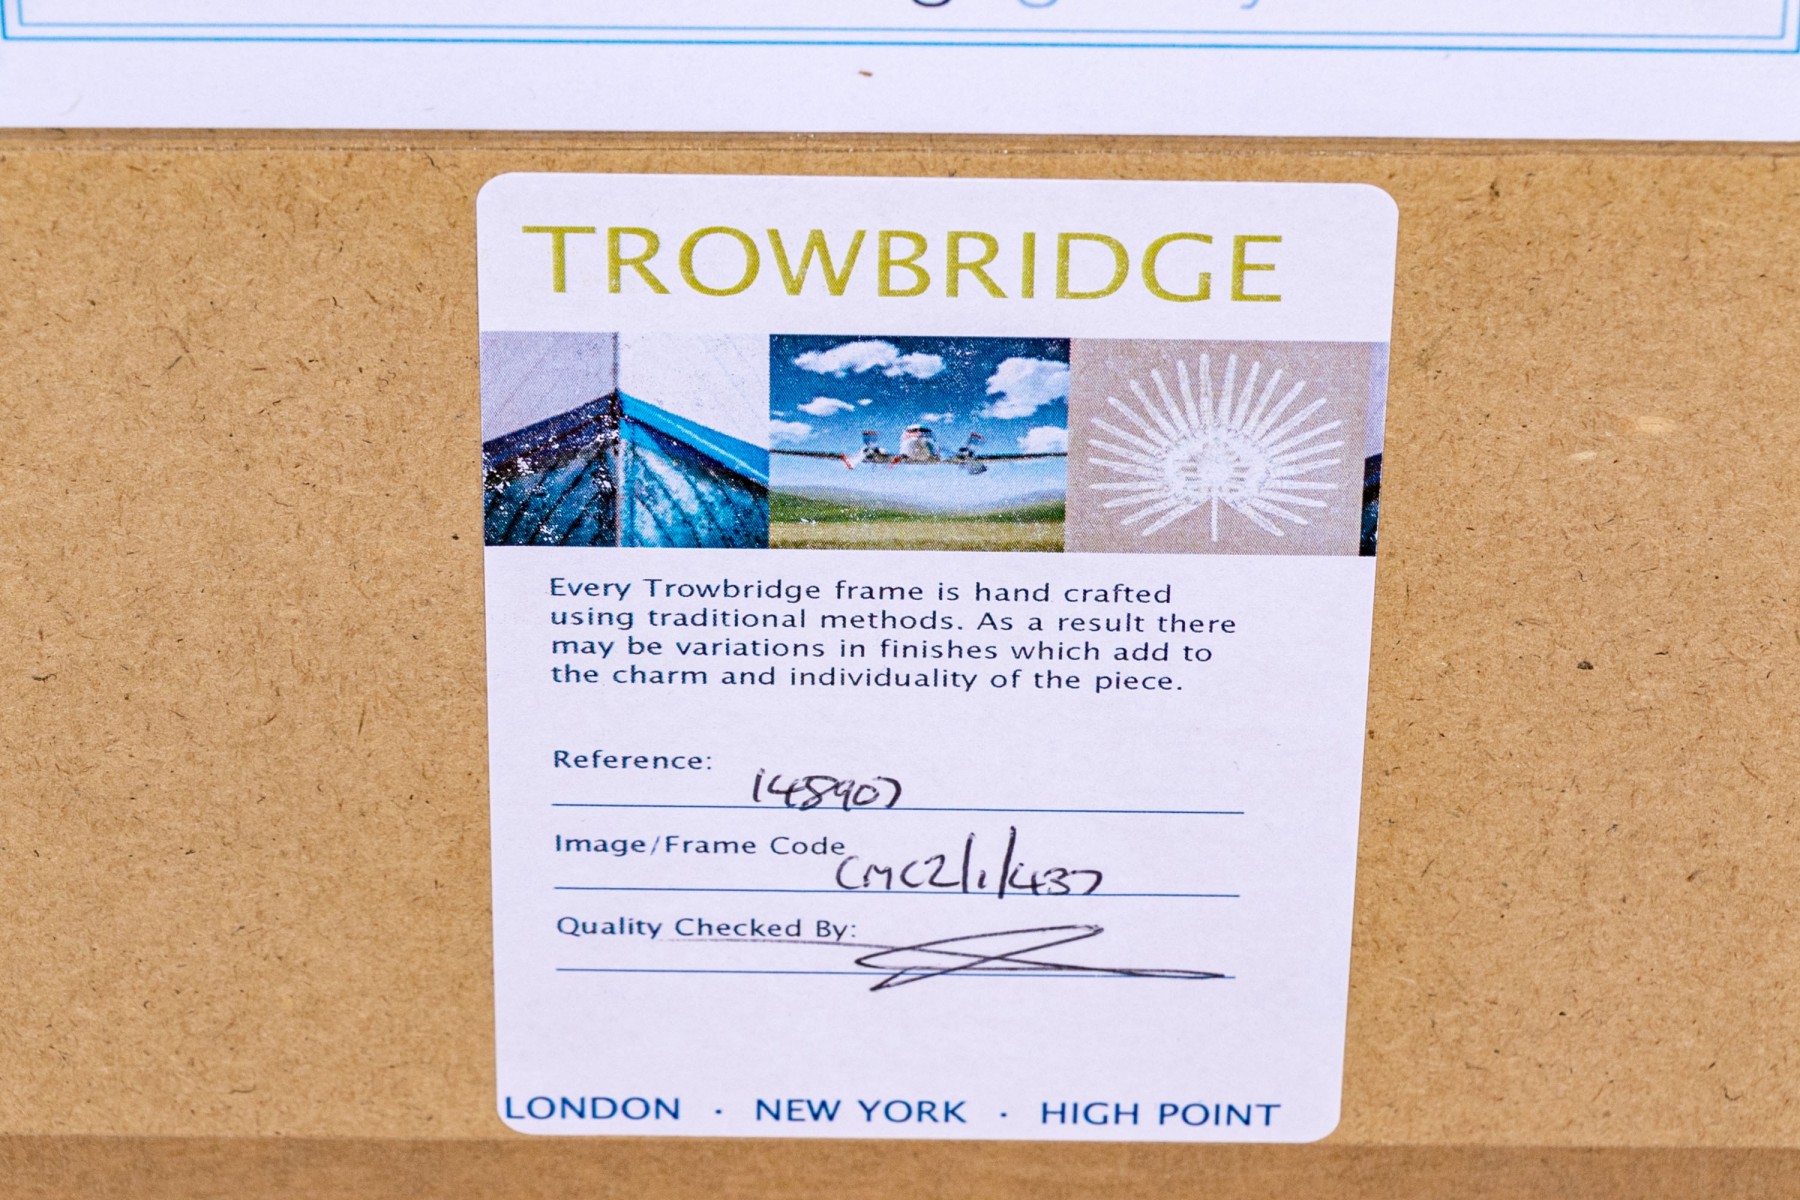 TROWBRIDGE
Every Trowbridge frame is hand crafted
using traditional methods. As a result there
may be variations in finishes which add to
the charm and individuality of the piece.
Reference: 148907
Image/Frame Code CMC2/1/437
Quality Checked By:
LONDON · NEW YORK · HIGH POINT